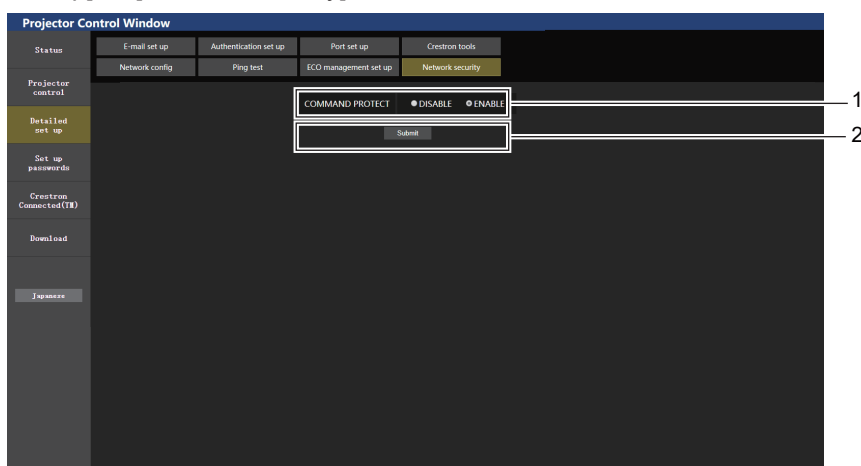 Projector Control Window
Status
E-mail set up
Authentication set up
Port set up
Crestron tools
Network config
Ping test
ECO management set up
Network security
Projector
control
COMMAND PROTECT
DISABLE
ENABLE
1
Detailed
set up
Submit
2
Set up
passwords
Crestron
Connected(TM)
Download
Japanese